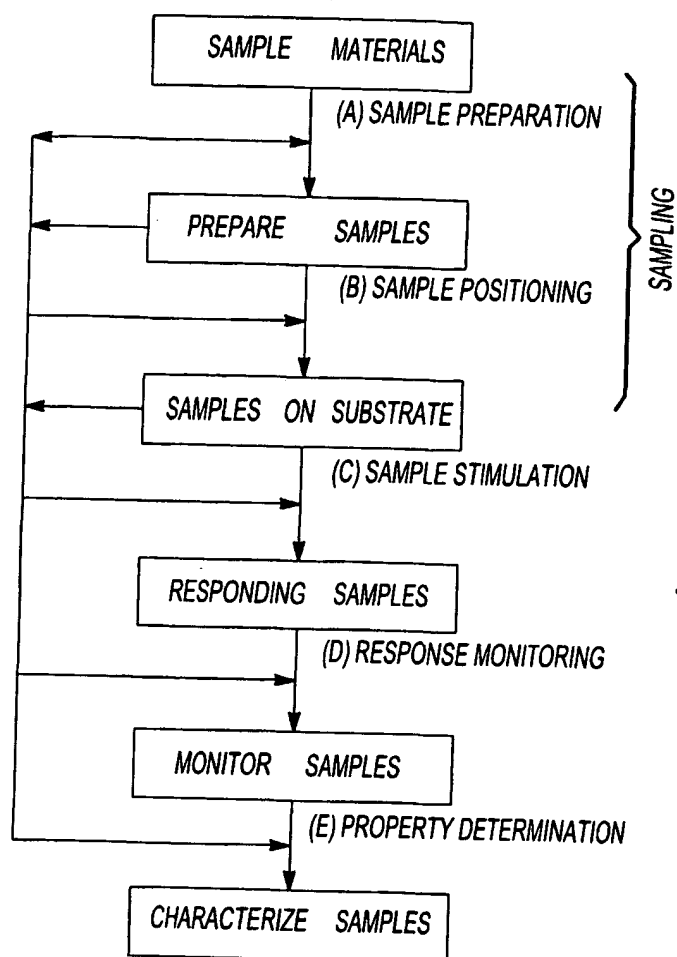 SAMPLE MATERIALS
(A) SAMPLE PREPARATION
PREPARE SAMPLES
(B) SAMPLE POSITIONING
SAMPLING
SAMPLES ON SUBSTRATE
(C) SAMPLE STIMULATION
RESPONDING SAMPLES
(D) RESPONSE MONITORING
MONITOR SAMPLES
(E) PROPERTY DETERMINATION
CHARACTERIZE SAMPLES